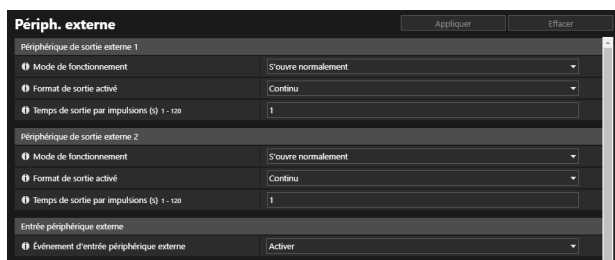 Périph. externe Appliquer Effacer
Périphérique de sortie externe 1
Mode de fonctionnement S'ouvre normalement
Format de sortie activé Continu
Temps de sortie par impulsions (s) 1 - 120 1
Périphérique de sortie externe 2
Mode de fonctionnement S'ouvre normalement
Format de sortie activé Continu
Temps de sortie par impulsions (s) 1 - 120 1
Entrée périphérique externe
Événement d'entrée périphérique externe Activer